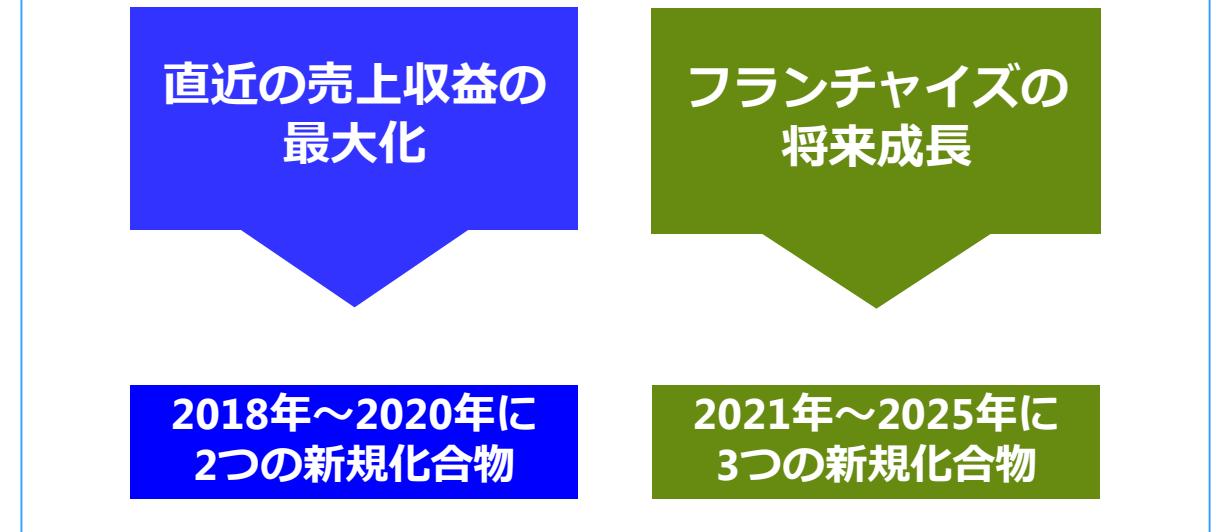 直近の売上収益の
最大化
フランチャイズの
将来成長
2018年～2020年に
2つの新規化合物
2021年～2025年に
3つの新規化合物